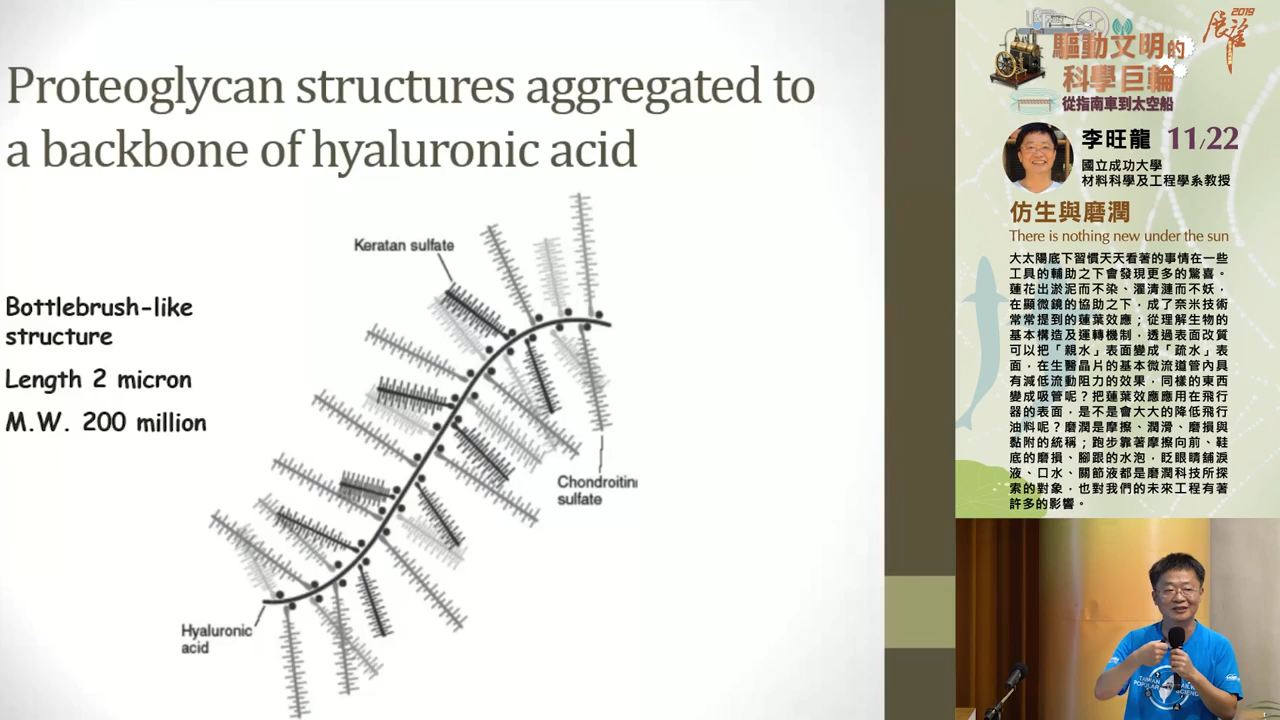 Proteoglycan structures aggregated to
a backbone of hyaluronic acid
Bottlebrush-like
structure
Length 2 micron
M.W. 200 million
Keratan sulfate
Chondroitin
sulfate
Hyaluronic
acid
2019
展望
驅動文明的
科學巨輪
從指南車到太空船
李旺龍 11/22
國立成功大學
材料科學及工程學系教授
仿生與磨潤
There is nothing new under the sun
大太陽底下習慣天天看著的事情在一些
工具的輔助之下會發現更多的驚喜。
蓮花出淤泥而不染、濯清漣而不妖，
在顯微鏡的協助之下，成了奈米技術
常常提到的蓮葉效應；從理解生物的
基本構造及運轉機制，透過表面改質
可以把「親水」表面變成「疏水」表
面，在生醫晶片的基本微流道管內具
有減低流動阻力的效果，同樣的東西
變成吸管呢？把蓮葉效應應用在飛行
器的表面，是不是會大大的降低飛行
油料呢？磨潤是摩擦、潤滑、磨損與
黏附的統稱；跑步靠著摩擦向前、鞋
底的磨損、腳跟的水泡，眨眼睛鋪淚
液、口水、關節液都是磨潤科技所探
索的對象，也對我們的未來工程有著
許多的影響。